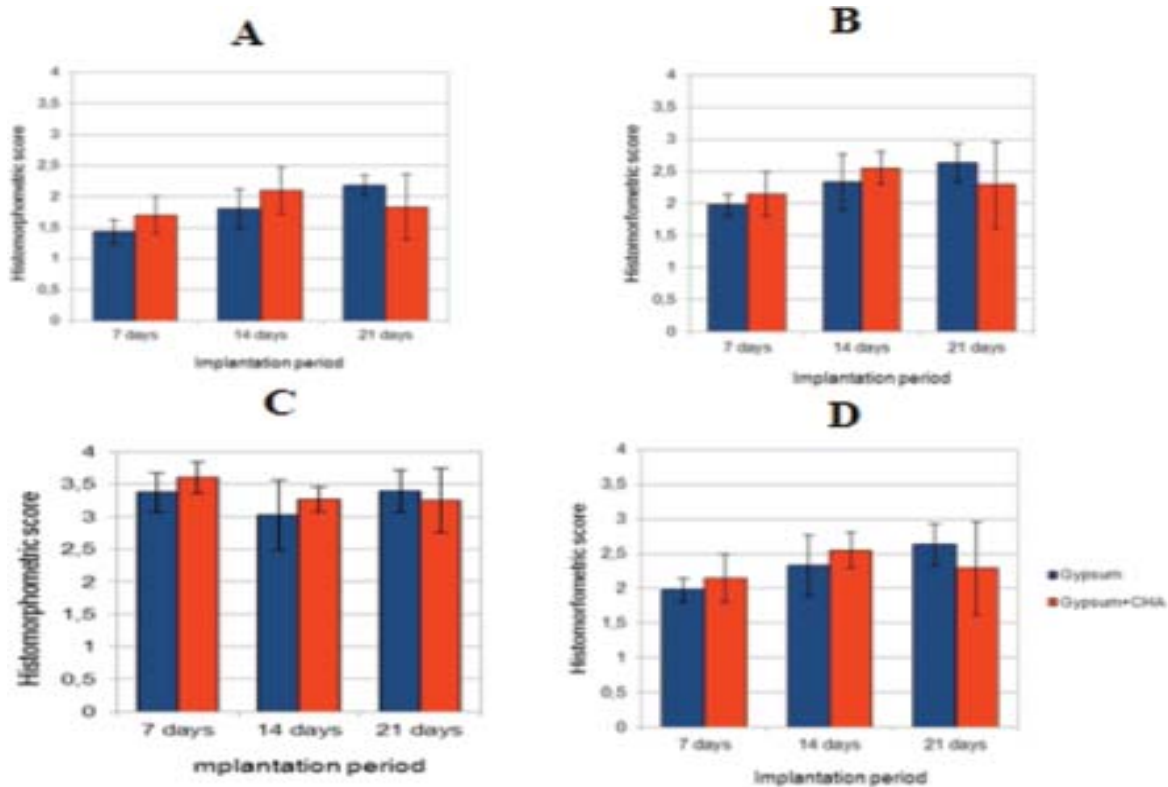 A
Histomorphometric score
4
3,5
3
2,5
2
1,5
1
0,5
0
7 days 14 days 21 days
Implantation period
B
Histomorfometric score
4
3,5
3
2,5
2
1,5
1
0,5
0
7 days 14 days 21 days
Implantation period
C
Histomorphometric score
4
3,5
3
2,5
2
1,5
1
0,5
0
7 days 14 days 21 days
mplantation period
D
Histomorfometric score
4
3,5
3
2,5
2
1,5
1
0,5
0
7 days 14 days 21 days
Implantation period
Gypsum
Gypsum+CHA